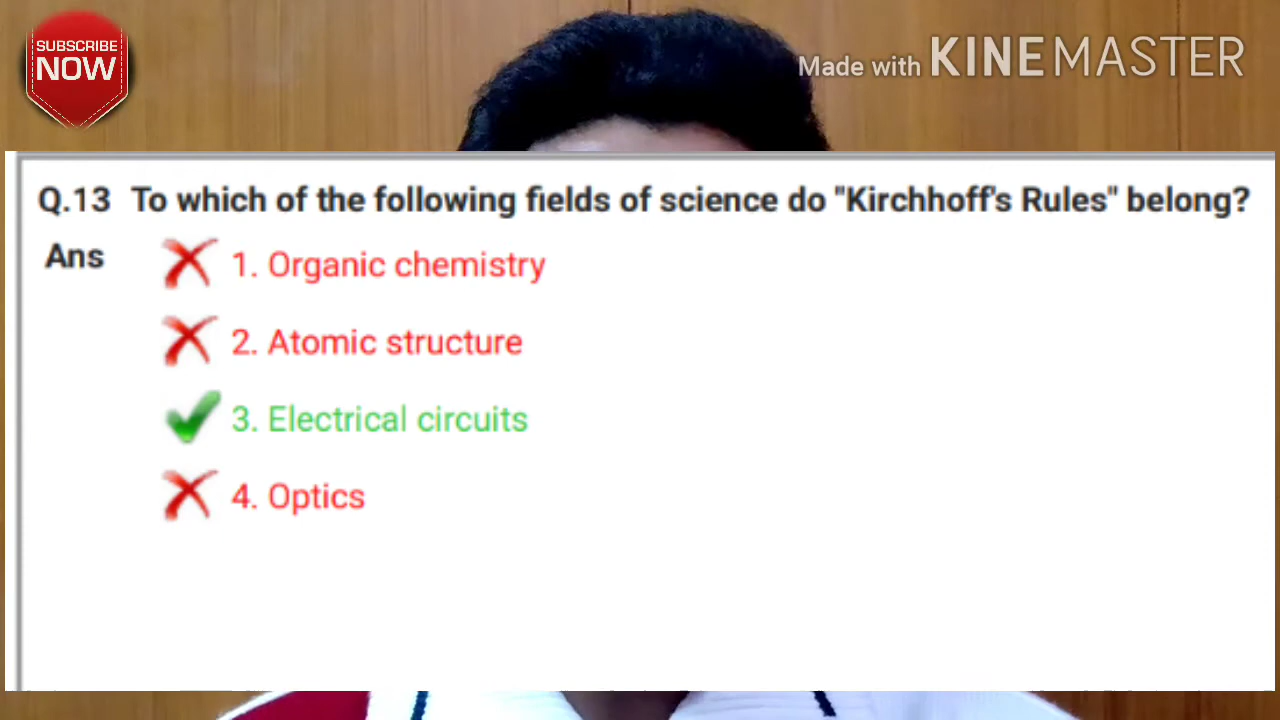 SUBSCRIBE
NOW
Made with KINEMASTER
Q.13 To which of the following fields of science do "Kirchhoff's Rules" belong?
Ans
1. Organic chemistry
2. Atomic structure
3. Electrical circuits
4. Optics